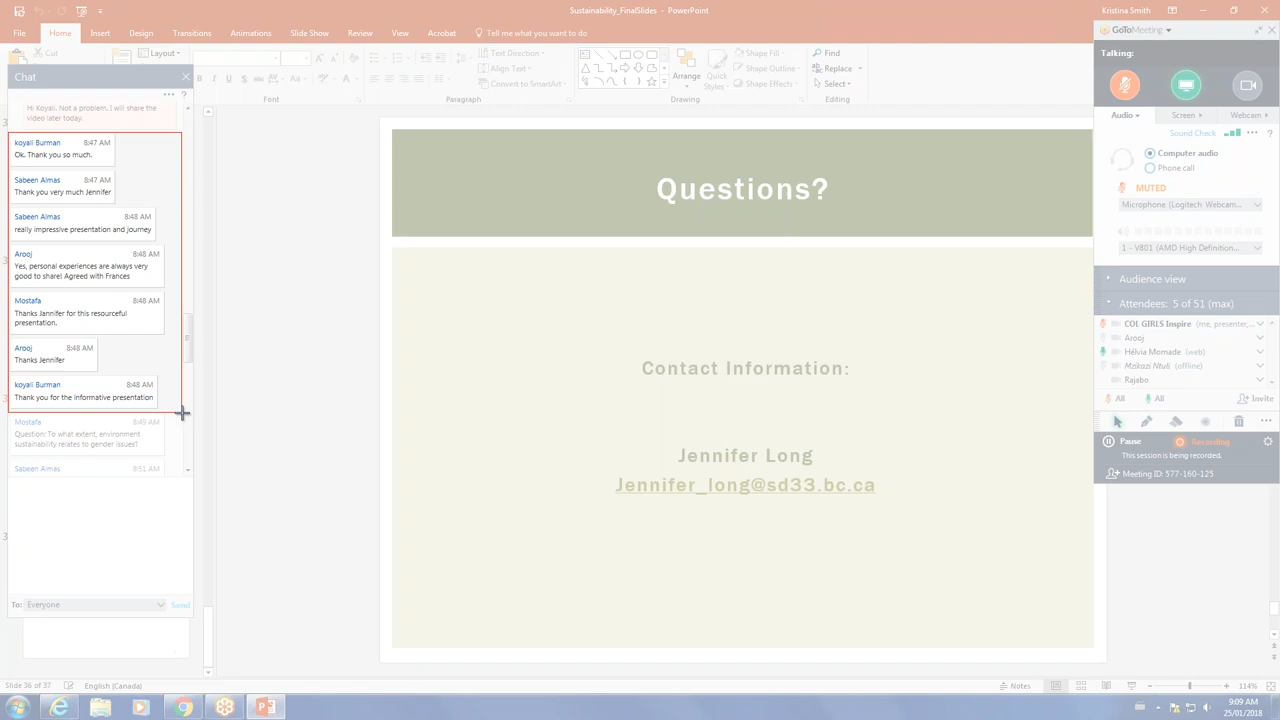 Sustainability_FinalSlides - PowerPoint
Kristina Smith
File Home Insert Design Transitions Animations Slide Show Review View Acrobat Tell me what you want to do
Cut
Layout
Text Direction
Align Text
Convert to SmartArt
Arrange
Quick
Styles
Shape Fill
Shape Outline
Shape Effects
Find
Replace
Select
Font
Paragraph
Drawing
Editing
Chat
Hi Koyali. Not a problem. I will share the
video later today.
koyali Burman 8:47 AM
Ok. Thank you so much.
Sabeen Almas 8:47 AM
Thank you very much Jennifer
Sabeen Almas 8:48 AM
really impressive presentation and journey
Arooj 8:48 AM
Yes, personal experiences are always very
good to share! Agreed with Frances
Mostafa 8:48 AM
Thanks Jannifer for this resourceful
presentation.
Arooj 8:48 AM
Thanks Jennifer
koyali Burman 8:48 AM
Thank you for the informative presentation
Mostafa 8:49 AM
Question: To what extent, environment
sustainability relates to gender issues?
Sabeen Almas 8:51 AM
To: Everyone Send
Questions?
Contact Information:
Jennifer Long
Jennifer_long@sd33.bc.ca
GoToMeeting
Talking:
Audio Screen Webcam
Sound Check
Computer audio
Phone call
MUTED
Microphone (Logitech Webcam...
1 - V801 (AMD High Definition...
Audience view
Attendees: 5 of 51 (max)
COL GIRLS Inspire (me, presenter,...
Arooj
Hélvia Momade (web)
Mzikazi Ntuli (offline)
Rajabo
All All Invite
Pause Recording
This session is being recorded.
Meeting ID: 577-160-125
Slide 36 of 37 English (Canada)
Notes
114%
9:09 AM
25/01/2018